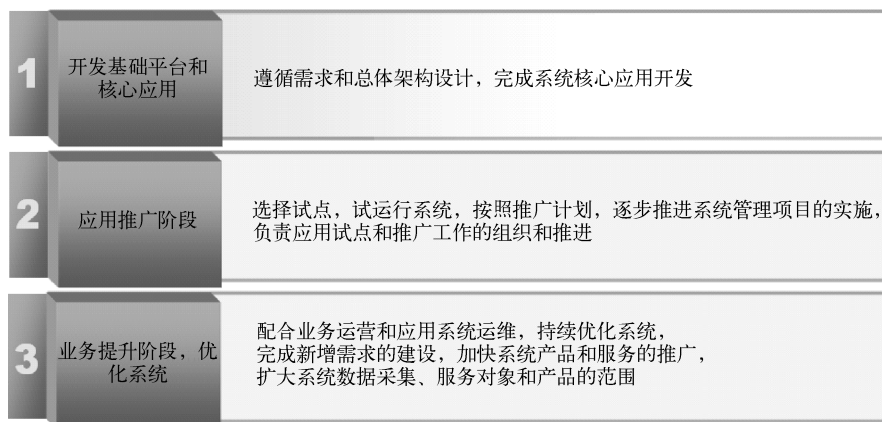 1
开发基础平台和
核心应用
遵循需求和总体架构设计，完成系统核心应用开发
2
应用推广阶段
选择试点，试运行系统，按照推广计划，逐步推进系统管理项目的实施，
负责应用试点和推广工作的组织和推进
3
业务提升阶段，优
化系统
配合业务运营和应用系统运维，持续优化系统，
完成新增需求的建设，加快系统产品和服务的推广，
扩大系统数据采集、服务对象和产品的范围